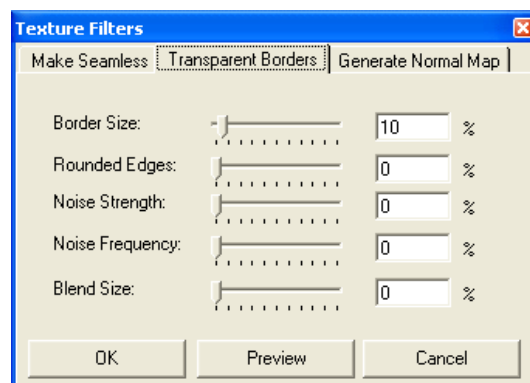 Texture Filters
Make Seamless Transparent Borders Generate Normal Map
Border Size: 10 %
Rounded Edges: 0 %
Noise Strength: 0 %
Noise Frequency: 0 %
Blend Size: 0 %
OK Preview Cancel